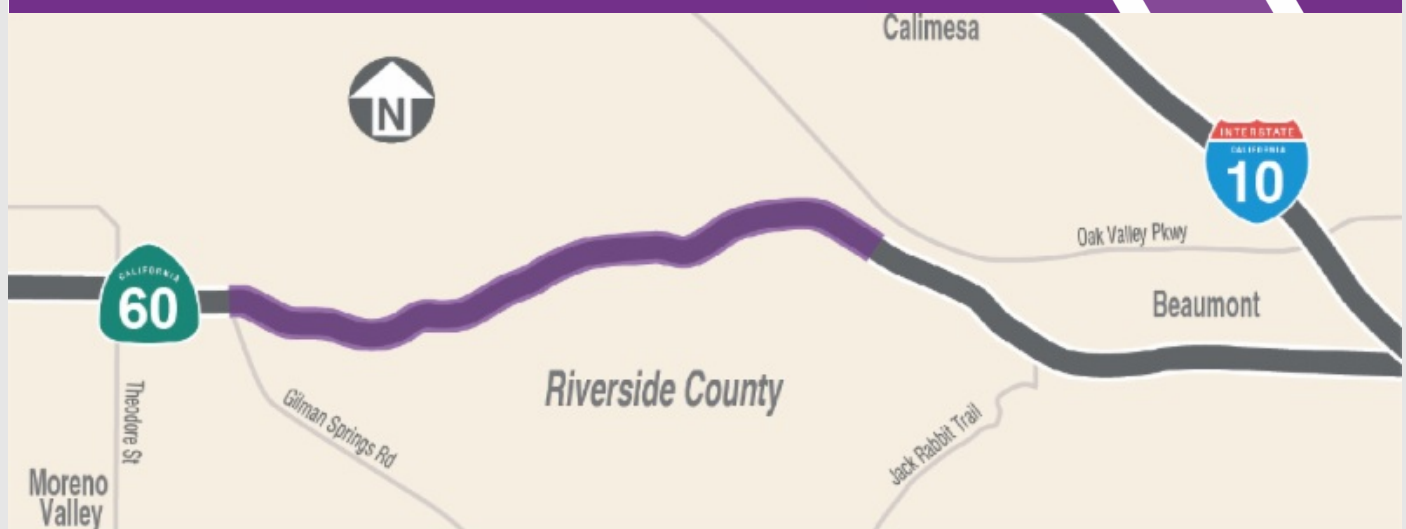 Calimesa
N
INTERSTATE
CALIFORNIA
10
Oak Valley Pkwy
CALIFORNIA
60
Beaumont
Riverside County
Theodore St
Gilman Springs Rd
Jack Rabbit Trail
Moreno
Valley